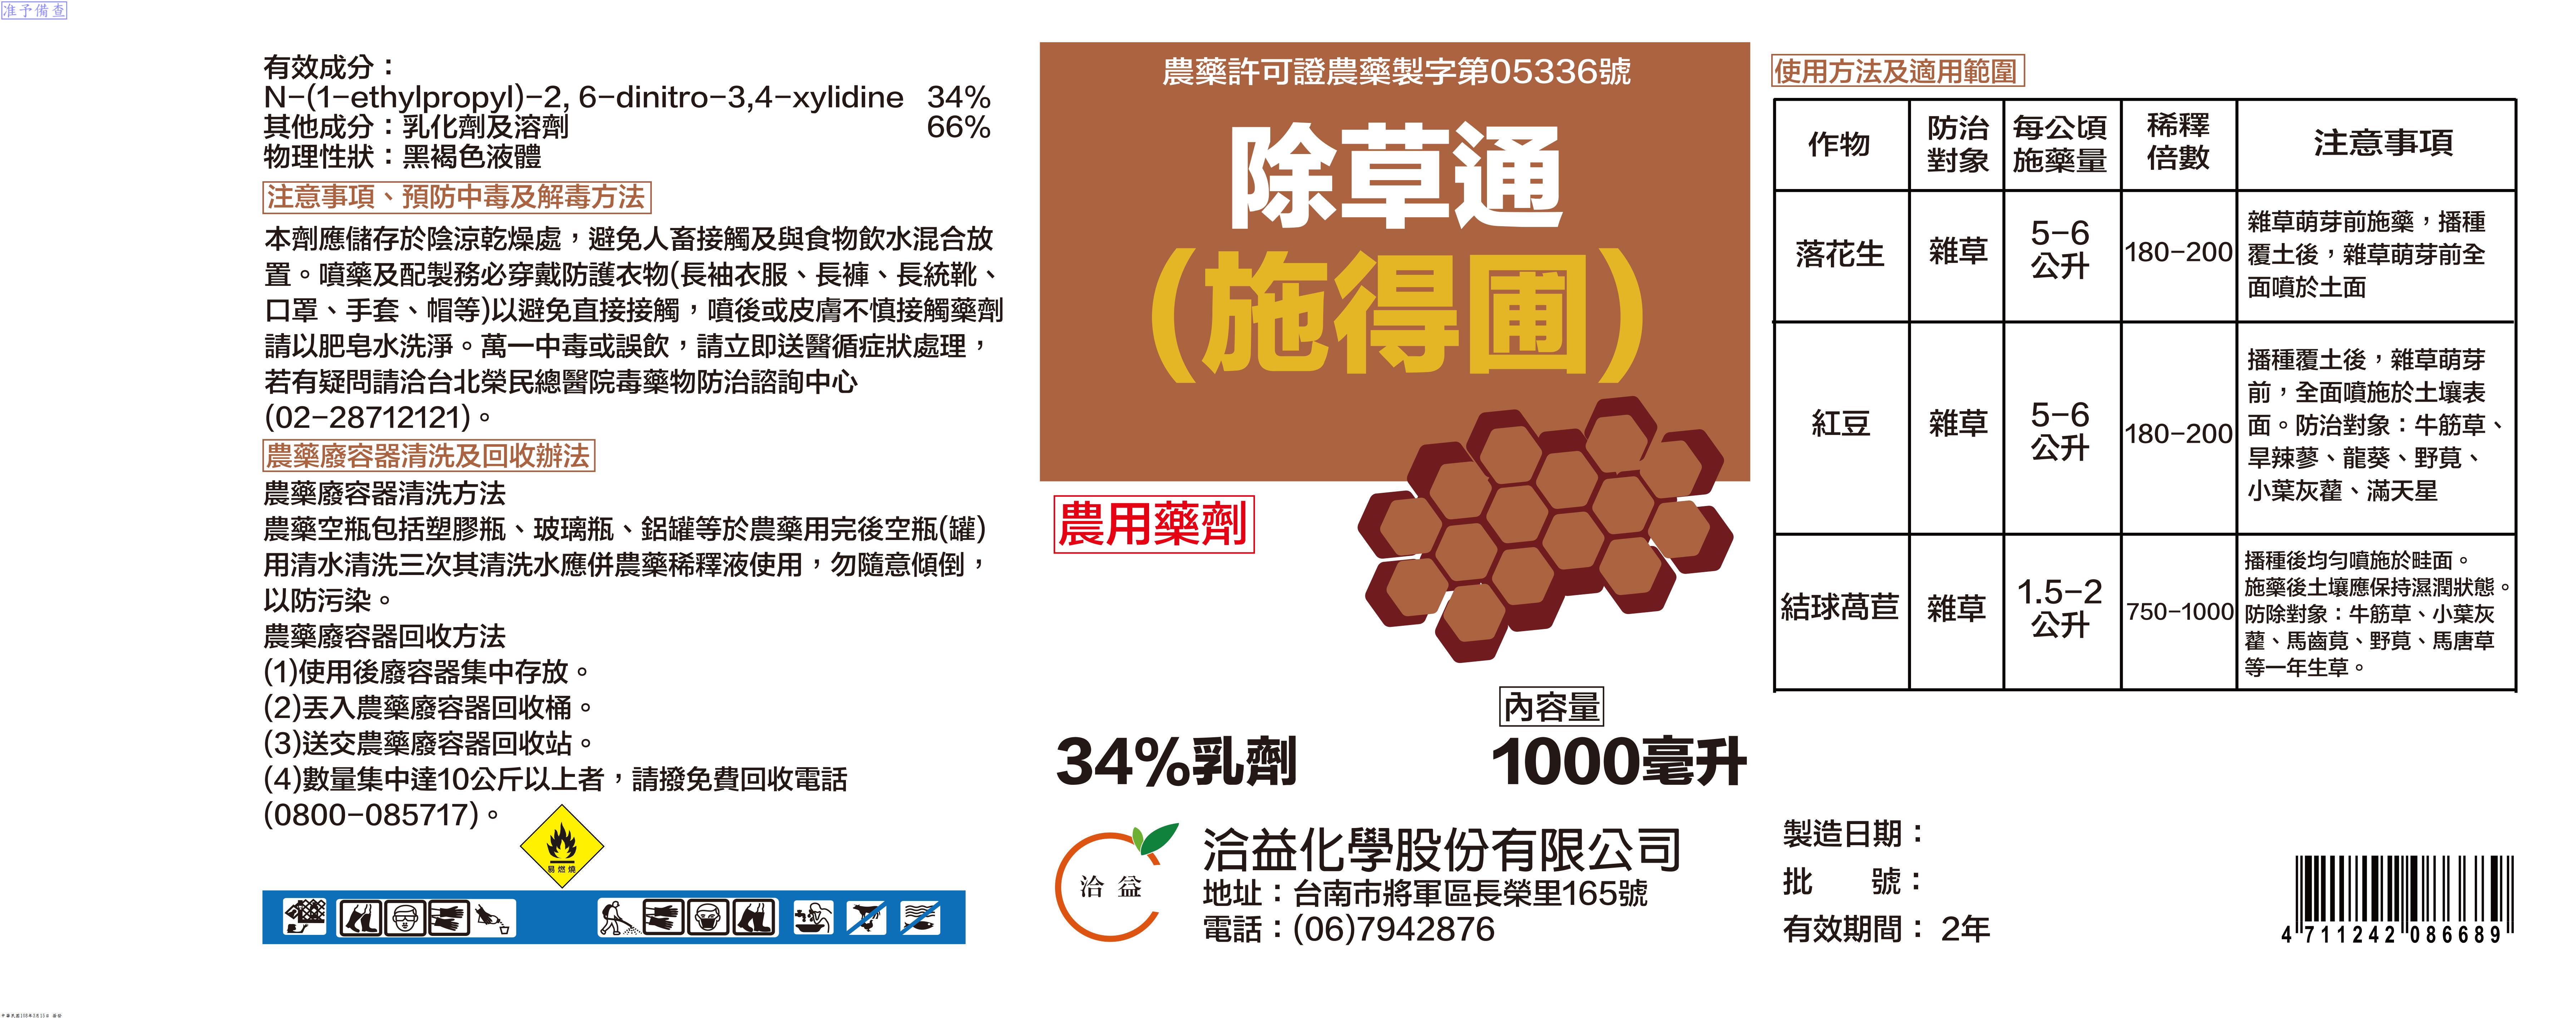 准予備查
有效成分：
N-(1-ethylpropyl)-2, 6-dinitro-3,4-xylidine 34%
其他成分：乳化劑及溶劑 66%
物理性狀：黑褐色液體
注意事項、預防中毒及解毒方法
本劑應儲存於陰涼乾燥處，避免人畜接觸及與食物飲水混合放
置。噴藥及配製務必穿戴防護衣物(長袖衣服、長褲、長統靴、
口罩、手套、帽等)以避免直接接觸，噴後或皮膚不慎接觸藥劑
請以肥皂水洗淨。萬一中毒或誤飲，請立即送醫循症狀處理，
若有疑問請洽台北榮民總醫院毒藥物防治諮詢中心
(02-28712121)。
農藥廢容器清洗及回收辦法
農藥廢容器清洗方法
農藥空瓶包括塑膠瓶、玻璃瓶、鋁罐等於農藥用完後空瓶(罐)
用清水清洗三次其清洗水應併農藥稀釋液使用，勿隨意傾倒，
以防污染。
農藥廢容器回收方法
(1)使用後廢容器集中存放。
(2)丟入農藥廢容器回收桶。
(3)送交農藥廢容器回收站。
(4)數量集中達10公斤以上者，請撥免費回收電話
(0800-085717)。
易燃燒
農藥許可證農藥製字第05336號
除草通
(施得圃)
農用藥劑
內容量
34%乳劑 1000毫升
洽益
洽益化學股份有限公司
地址：台南市將軍區長榮里165號
電話：(06)7942876
使用方法及適用範圍
作物 防治對象 每公頃施藥量 稀釋倍數 注意事項
落花生 雜草 5-6公升 180-200
雜草萌芽前施藥，播種
覆土後，雜草萌芽前全
面噴於土面
紅豆 雜草 5-6公升 180-200
播種覆土後，雜草萌芽
前，全面噴施於土壤表
面。防治對象：牛筋草、
旱辣蓼、龍葵、野莧、
小葉灰藋、滿天星
結球萵苣 雜草 1.5-2公升 750-1000
播種後均勻噴施於畦面。
施藥後土壤應保持濕潤狀態。
防除對象：牛筋草、小葉灰
藋、馬齒莧、野莧、馬唐草
等一年生草。
製造日期：
批 號：
有效期間：2年
4 711242 086689